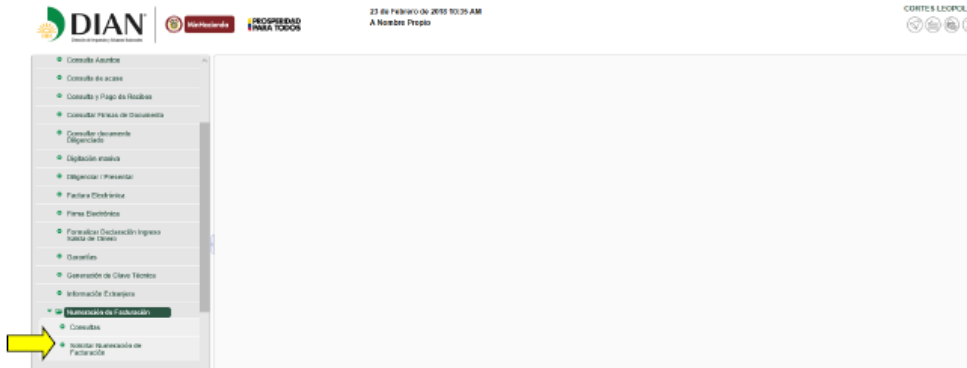 DIAN
MinHacienda
PROSPERIDAD
PARA TODOS
23 de Febrero de 2018 10:35 AM
A Nombre Propio
CORTES LEOPOL
Consulta Asuntos
Consulta de acuse
Consulta y Pago de Recibos
Consultar Firmas de Documento
Consultar documento
Diligenciado
Digitación masiva
Diligenciar / Presentar
Factura Electrónica
Firma Electrónica
Formalizar Declaración Ingreso
Salida de Dinero
Garantías
Generación de Clave Técnica
Información Extranjera
Numeración de Facturación
Consultas
Solicitar Numeración de
Facturación